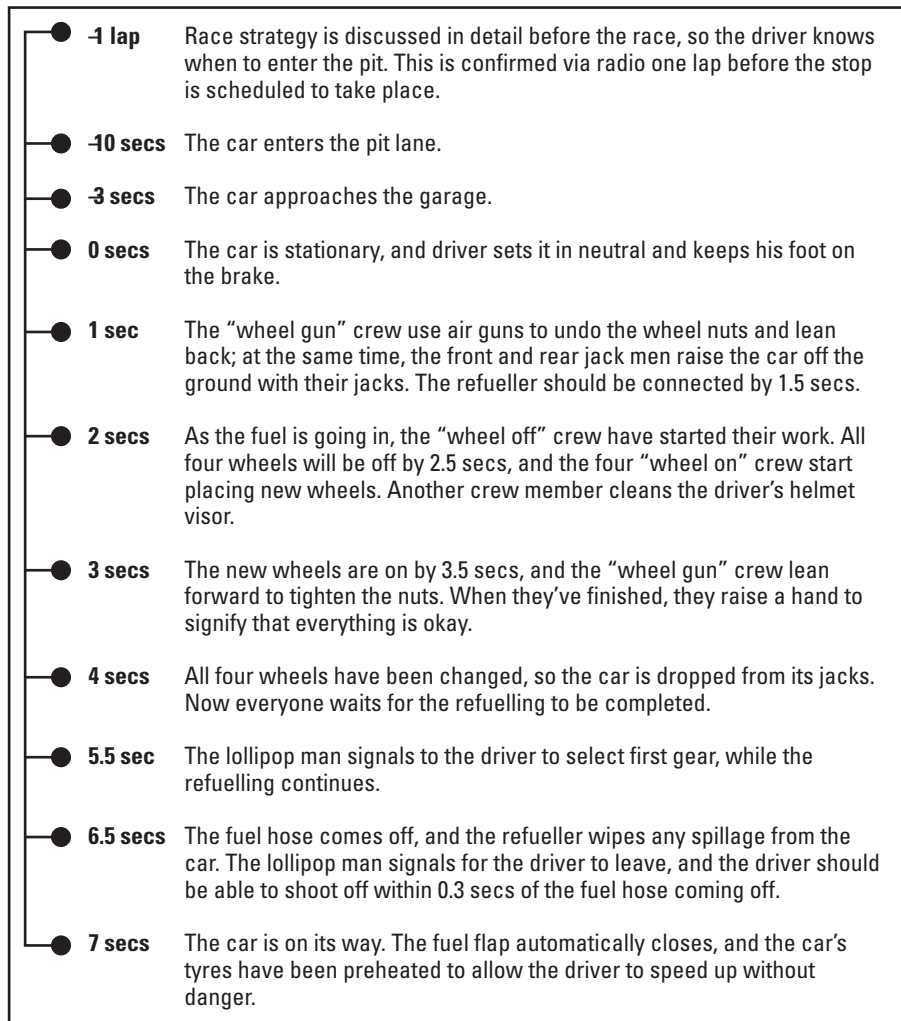 –1 lap Race strategy is discussed in detail before the race, so the driver knows
when to enter the pit. This is confirmed via radio one lap before the stop
is scheduled to take place.
–10 secs The car enters the pit lane.
–3 secs The car approaches the garage.
0 secs The car is stationary, and driver sets it in neutral and keeps his foot on
the brake.
1 sec The “wheel gun” crew use air guns to undo the wheel nuts and lean
back; at the same time, the front and rear jack men raise the car off the
ground with their jacks. The refueller should be connected by 1.5 secs.
2 secs As the fuel is going in, the “wheel off” crew have started their work. All
four wheels will be off by 2.5 secs, and the four “wheel on” crew start
placing new wheels. Another crew member cleans the driver’s helmet
visor.
3 secs The new wheels are on by 3.5 secs, and the “wheel gun” crew lean
forward to tighten the nuts. When they’ve finished, they raise a hand to
signify that everything is okay.
4 secs All four wheels have been changed, so the car is dropped from its jacks.
Now everyone waits for the refuelling to be completed.
5.5 sec The lollipop man signals to the driver to select first gear, while the
refuelling continues.
6.5 secs The fuel hose comes off, and the refueller wipes any spillage from the
car. The lollipop man signals for the driver to leave, and the driver should
be able to shoot off within 0.3 secs of the fuel hose coming off.
7 secs The car is on its way. The fuel flap automatically closes, and the car’s
tyres have been preheated to allow the driver to speed up without
danger.